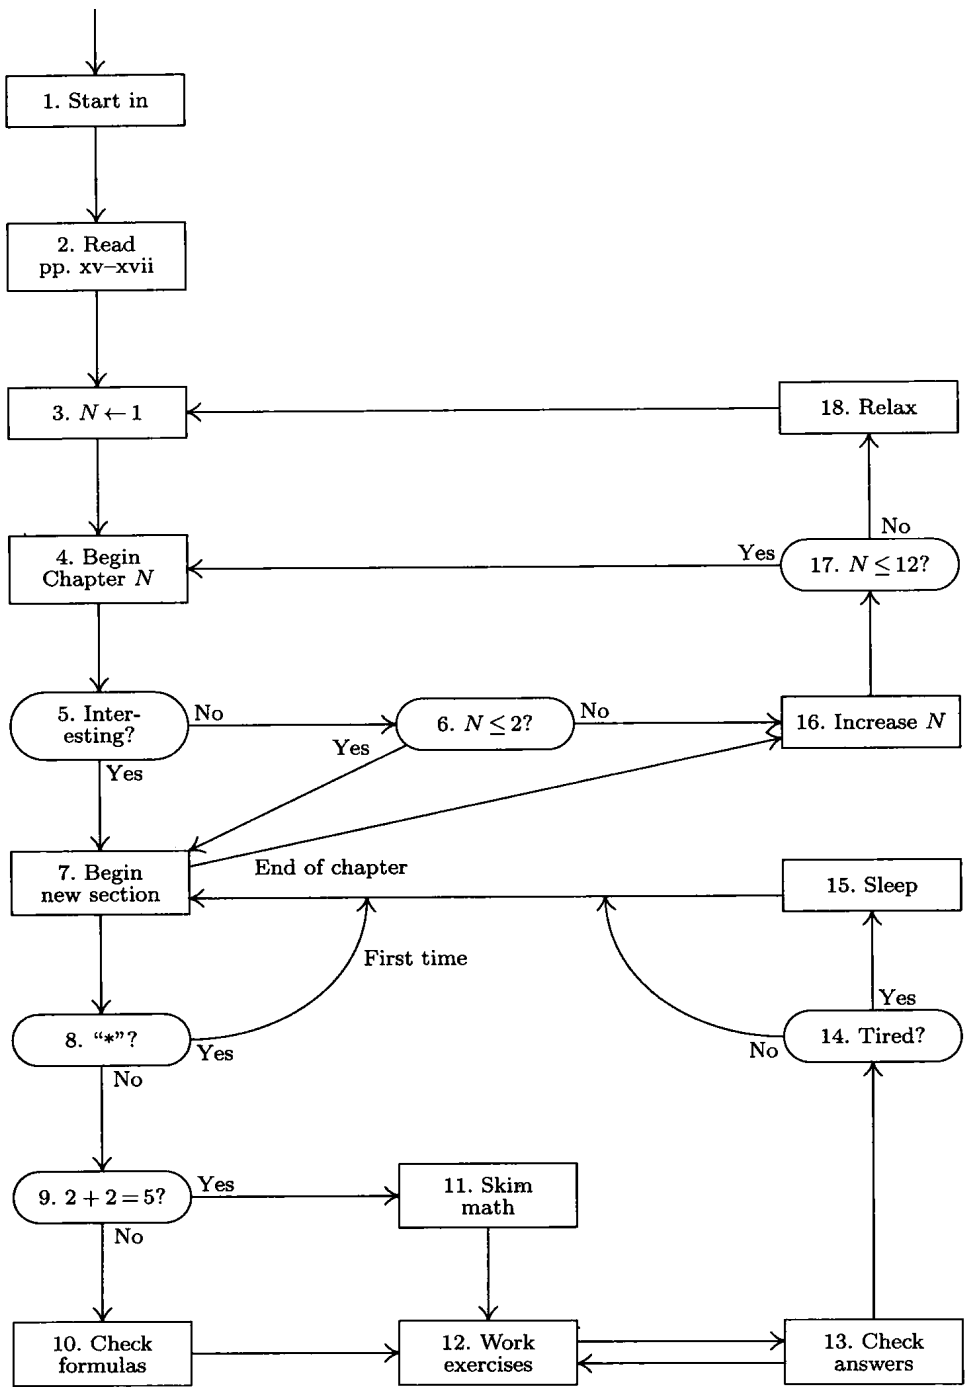 1. Start in
2. Read
pp. xv–xvii
3. N ← 1
18. Relax
No
4. Begin
Chapter N
Yes
17. N ≤ 12?
5. Inter-
esting?
No
6. N ≤ 2?
No
16. Increase N
Yes
Yes
7. Begin
new section
End of chapter
15. Sleep
First time
Yes
8. “*”?
Yes
14. Tired?
No
No
9. 2 + 2 = 5?
Yes
11. Skim
math
No
10. Check
formulas
12. Work
exercises
13. Check
answers